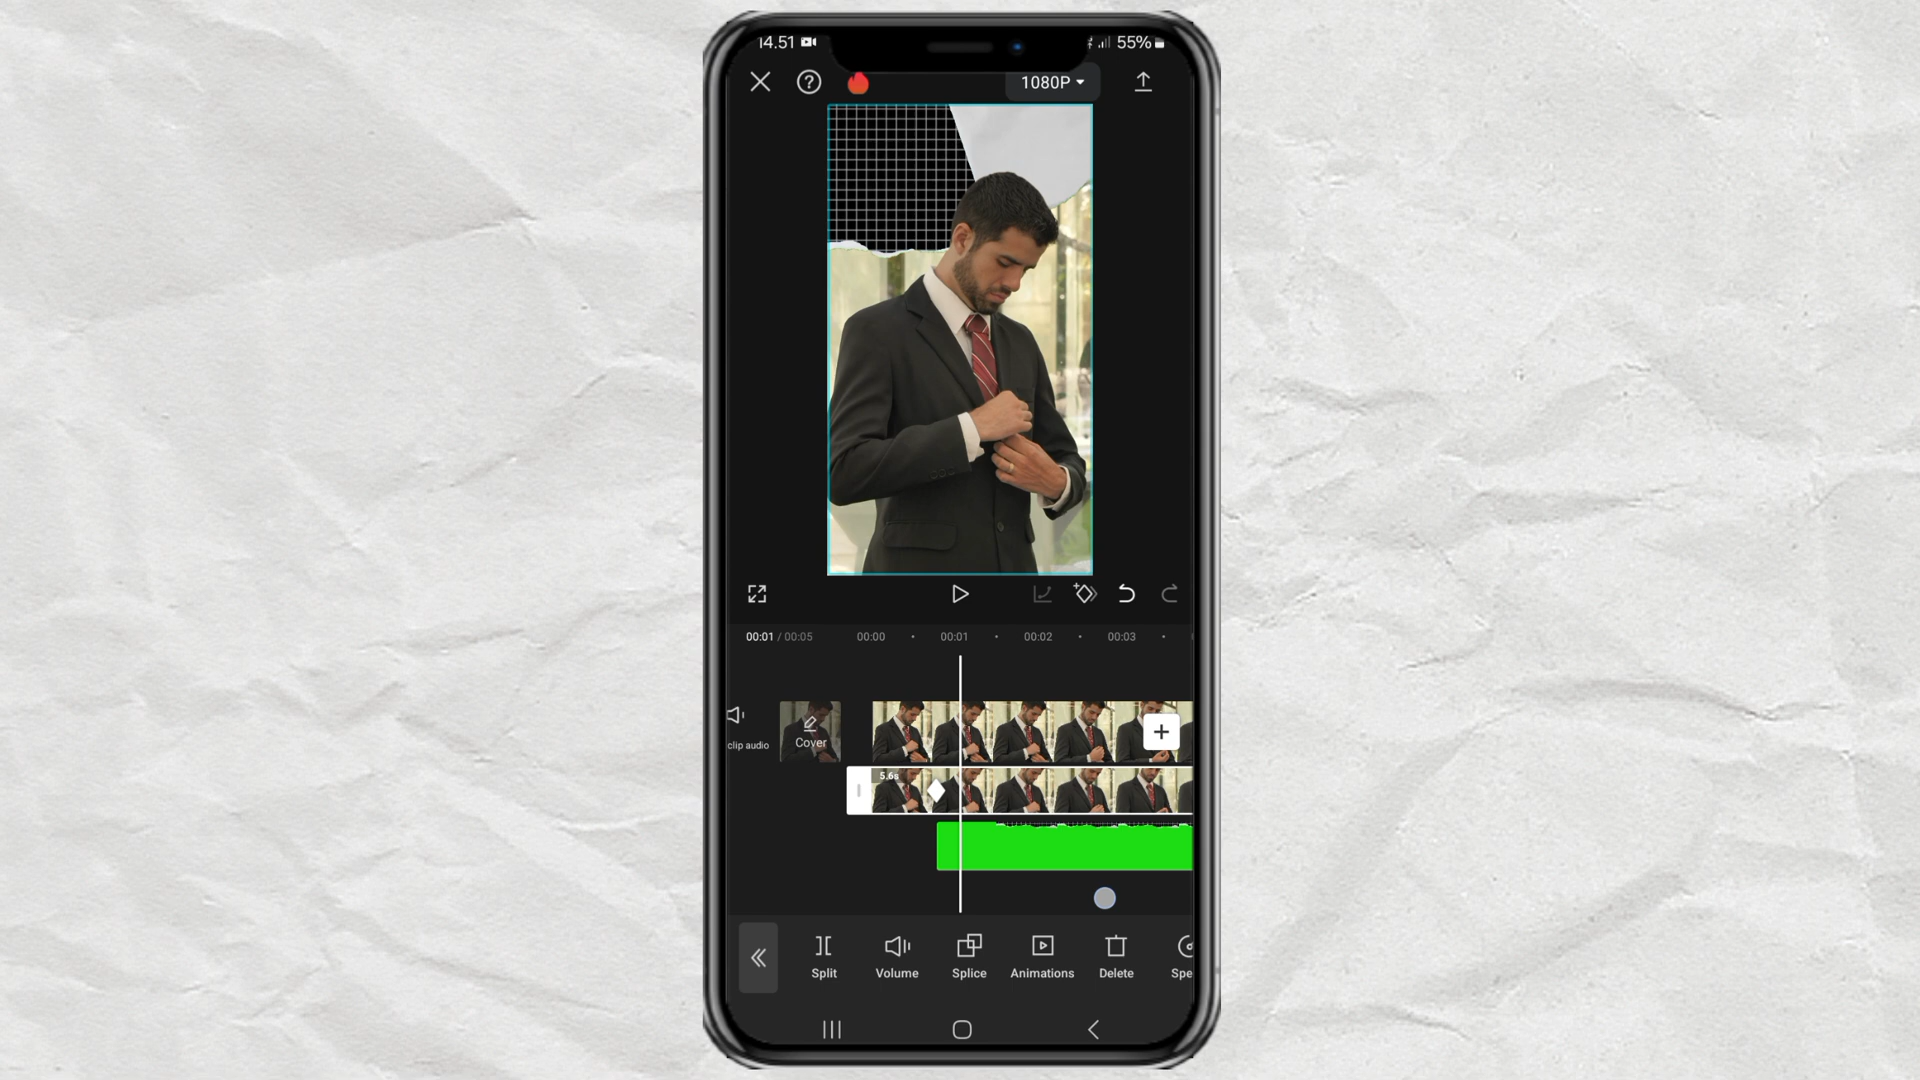 14.51 55%
1080P
00:01 / 00:05 00:00 00:01 00:02 00:03
Cover
clip audio
5.6s
Split Volume Splice Animations Delete Spe